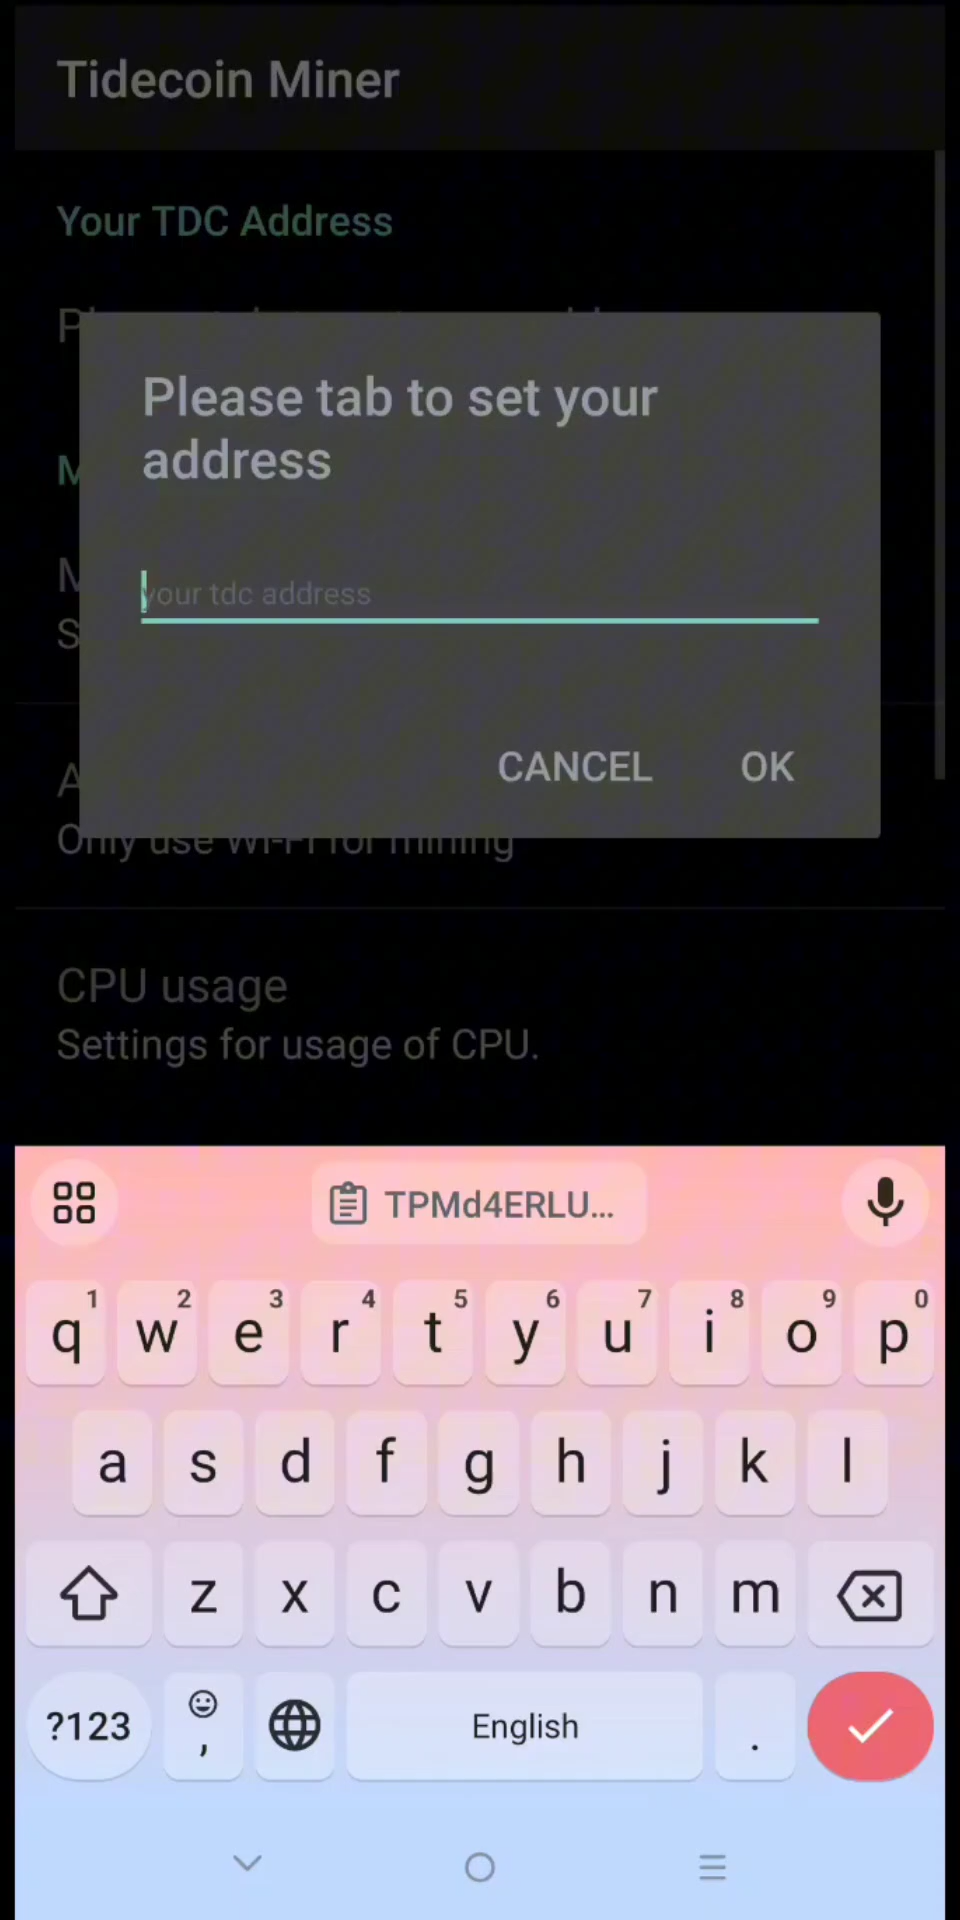 Tidecoin Miner
Your TDC Address
Please tab to set your
address
your tdc address
CANCEL OK
Only use Wi-Fi for mining
CPU usage
Settings for usage of CPU.
TPMd4ERLU...
q 1 w 2 e 3 r 4 t 5 y 6 u 7 i 8 o 9 p 0
a s d f g h j k l
z x c v b n m
?123 , English .